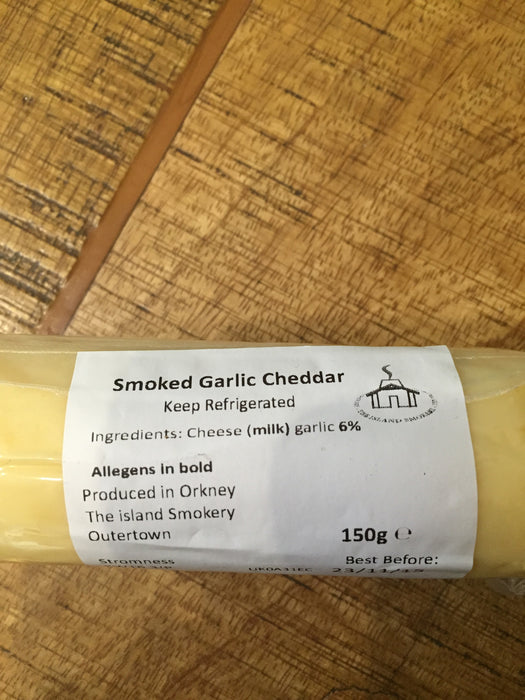 Smoked Garlic Cheddar
Keep Refrigerated
Ingredients: Cheese (milk) garlic 6%
Allegens in bold
Produced in Orkney
The island Smokery
Outertown
150g ℮
Stromness
Best Before: